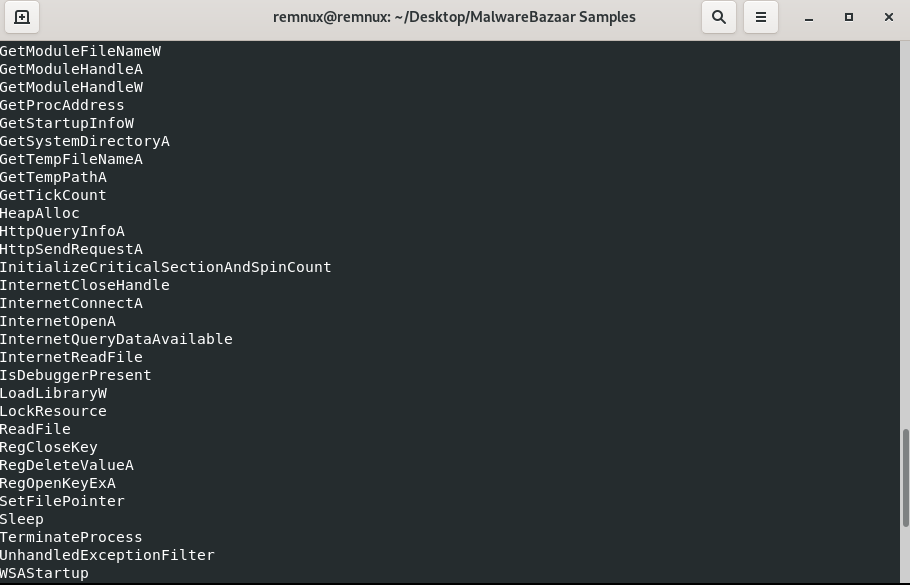 remnux@remnux: ~/Desktop/MalwareBazaar Samples
GetModuleFileNameW
GetModuleHandleA
GetModuleHandleW
GetProcAddress
GetStartupInfoW
GetSystemDirectoryA
GetTempFileNameA
GetTempPathA
GetTickCount
HeapAlloc
HttpQueryInfoA
HttpSendRequestA
InitializeCriticalSectionAndSpinCount
InternetCloseHandle
InternetConnectA
InternetOpenA
InternetQueryDataAvailable
InternetReadFile
IsDebuggerPresent
LoadLibraryW
LockResource
ReadFile
RegCloseKey
RegDeleteValueA
RegOpenKeyExA
SetFilePointer
Sleep
TerminateProcess
UnhandledExceptionFilter
WSAStartup